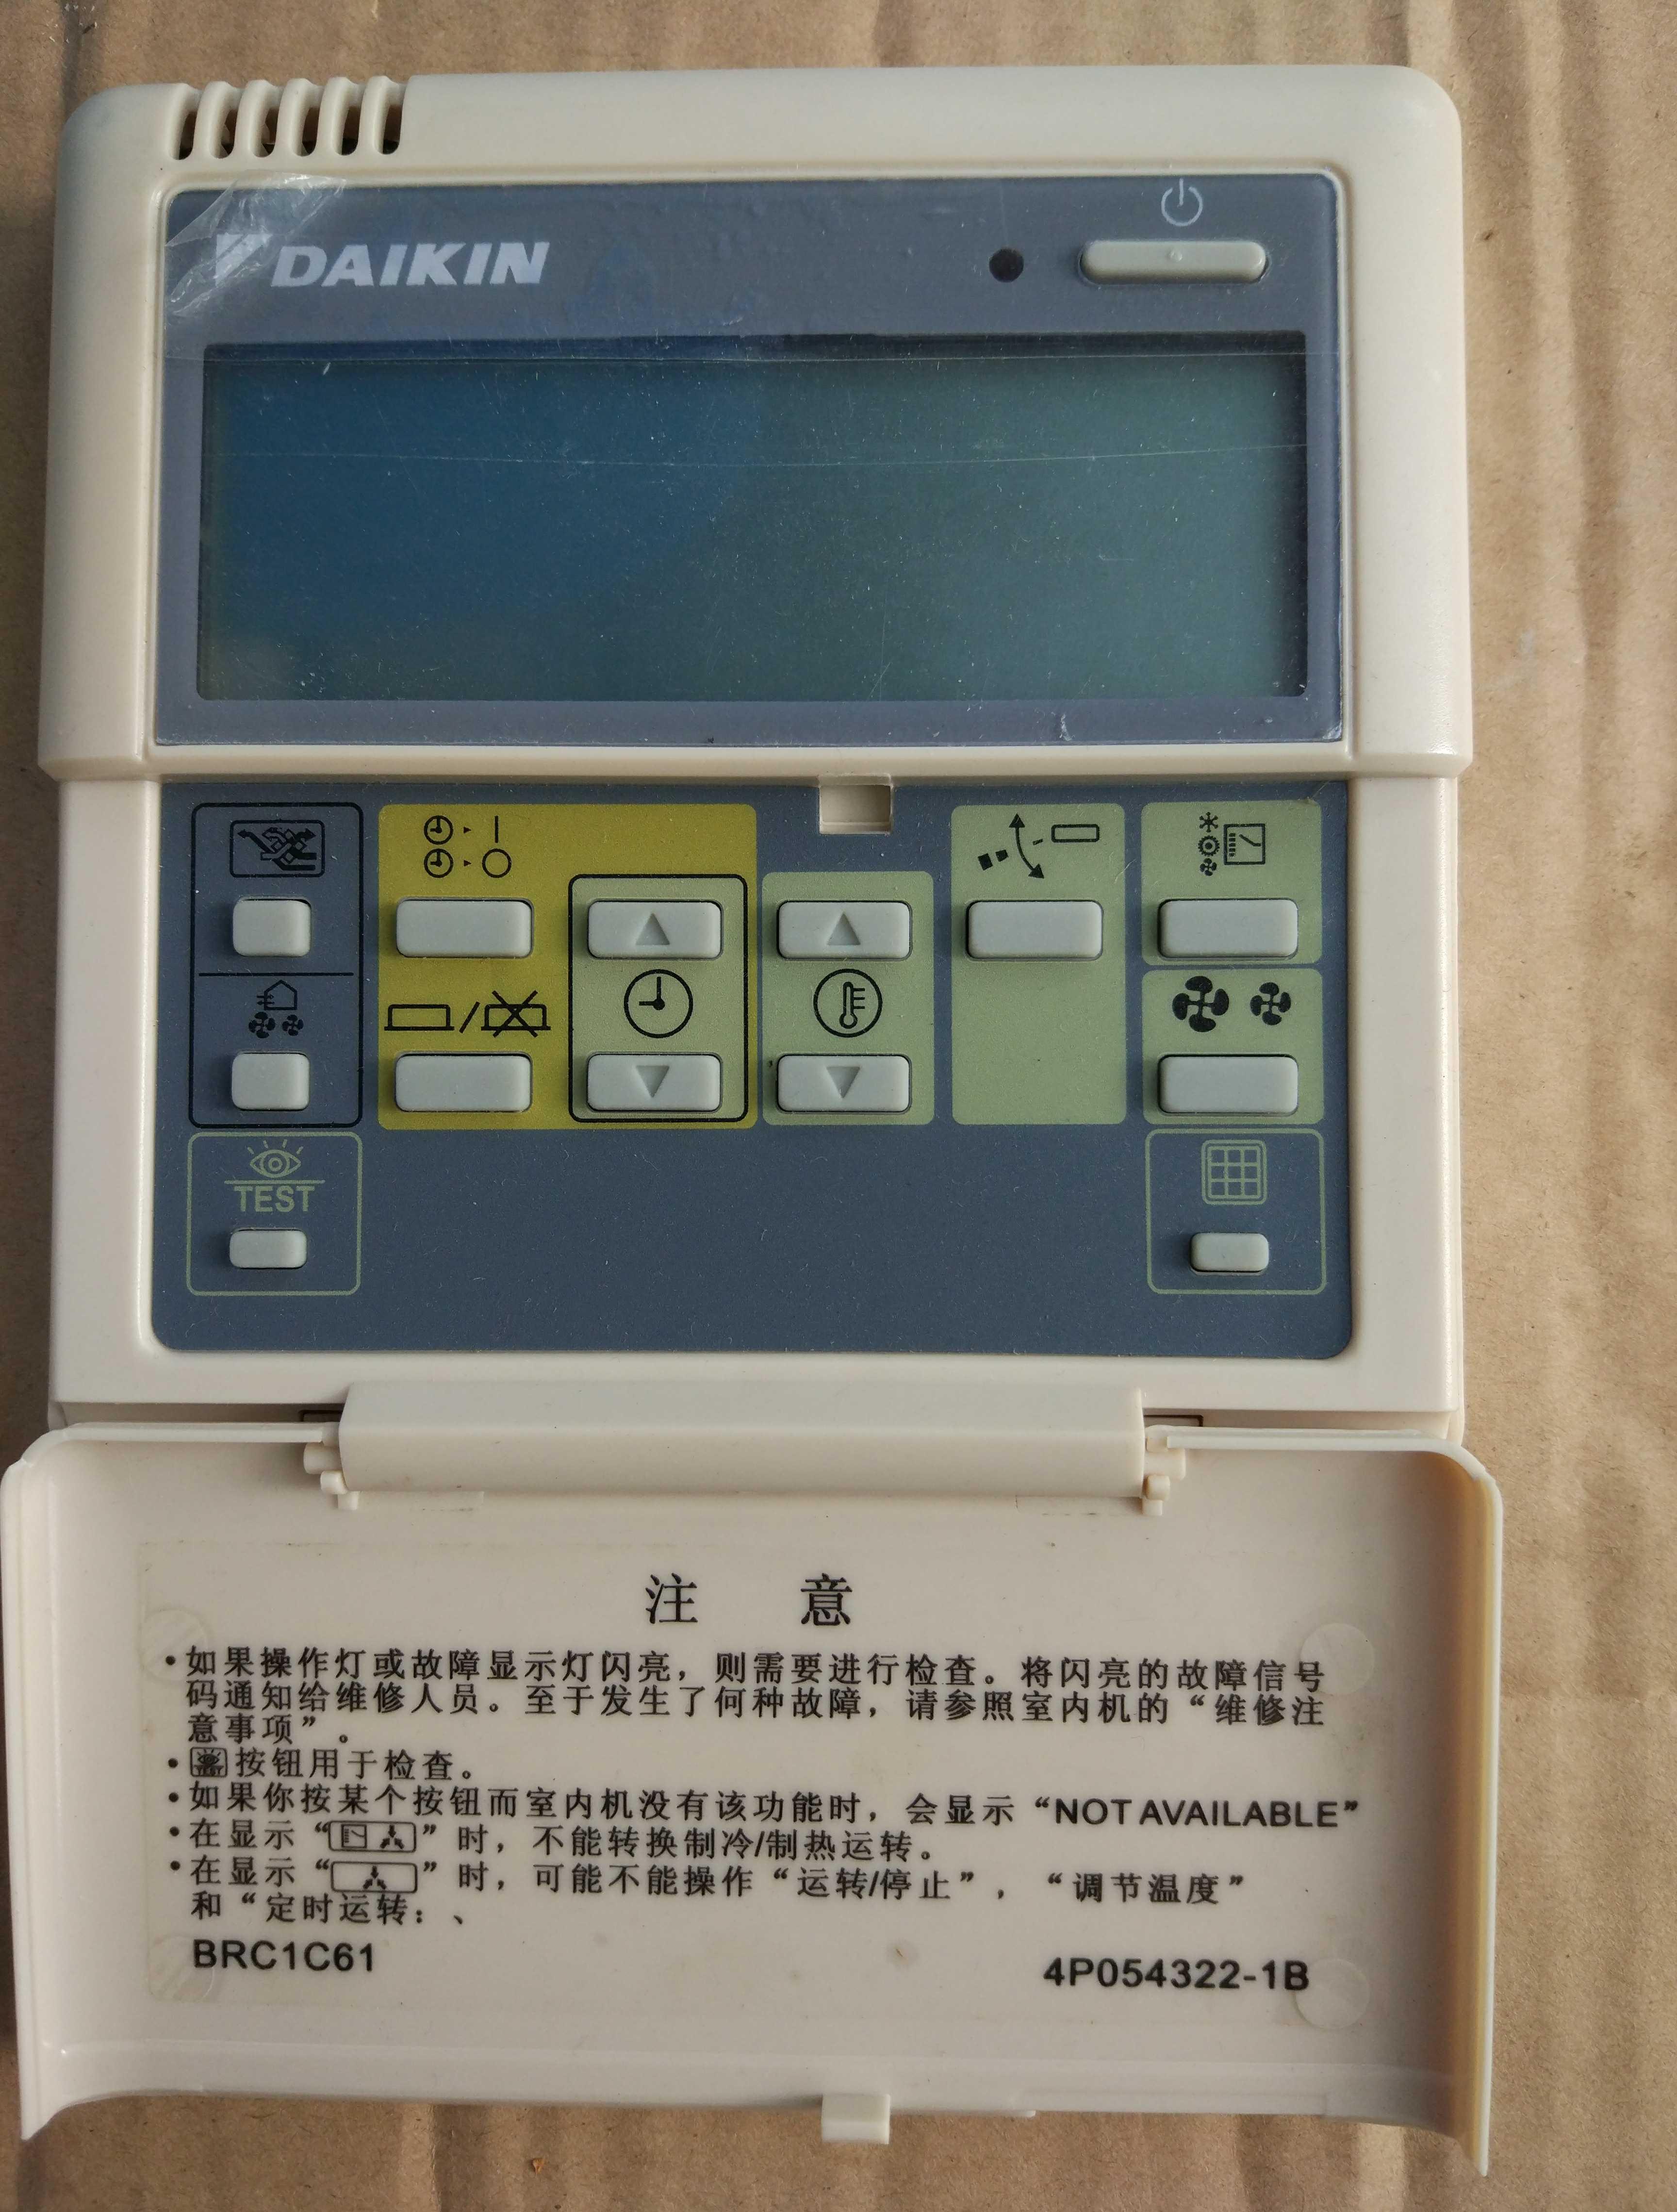 DAIKIN
TEST
注 意
•如果操作灯或故障显示灯闪亮，则需要进行检查。将闪亮的故障信号
码通知给维修人员。至于发生了何种故障，请参照室内机的“维修注
意事项”。
•按钮用于检查。
•如果你按某个按钮而室内机没有该功能时，会显示“NOT AVAILABLE”
•在显示“ ”时，不能转换制冷/制热运转。
•在显示“ ”时，可能不能操作“运转/停止”，“调节温度”
和“定时运转：、
BRC1C61 4P054322-1B